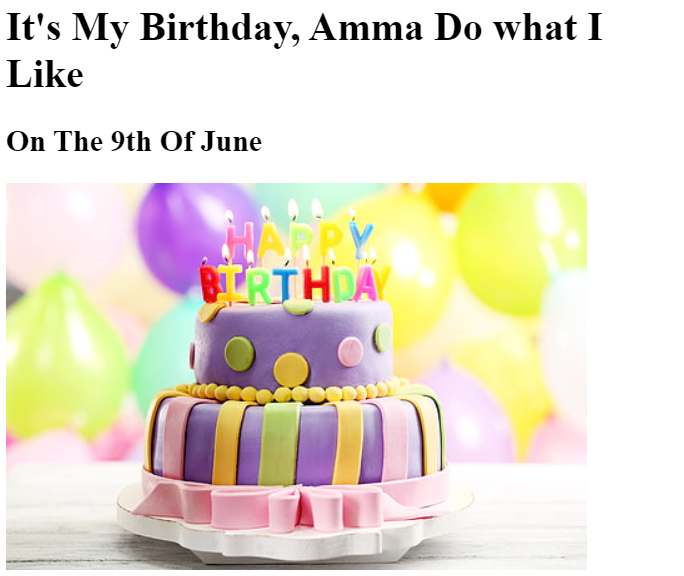 It's My Birthday, Amma Do what I
Like
On The 9th Of June
HAPPY
BIRTHDAY